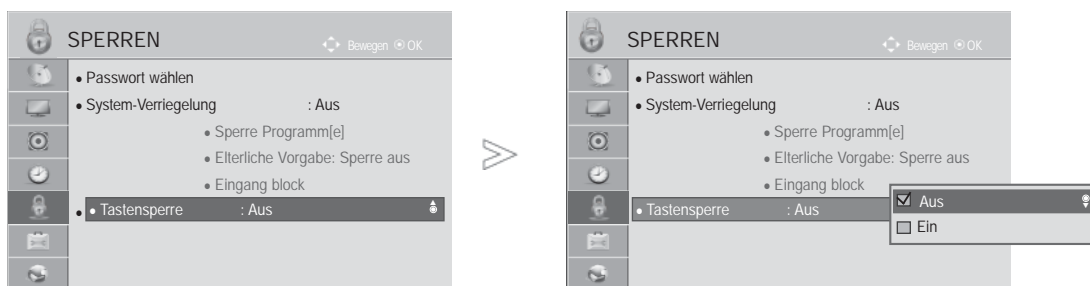 SPERREN
Bewegen OK
• Passwort wählen
• System-Verriegelung : Aus
• Sperre Programm[e]
• Elterliche Vorgabe: Sperre aus
• Eingang block
• • Tastensperre : Aus
>
SPERREN
Bewegen OK
• Passwort wählen
• System-Verriegelung : Aus
• Sperre Programm[e]
• Elterliche Vorgabe: Sperre aus
• Eingang block
• Tastensperre : Aus
Aus
Ein